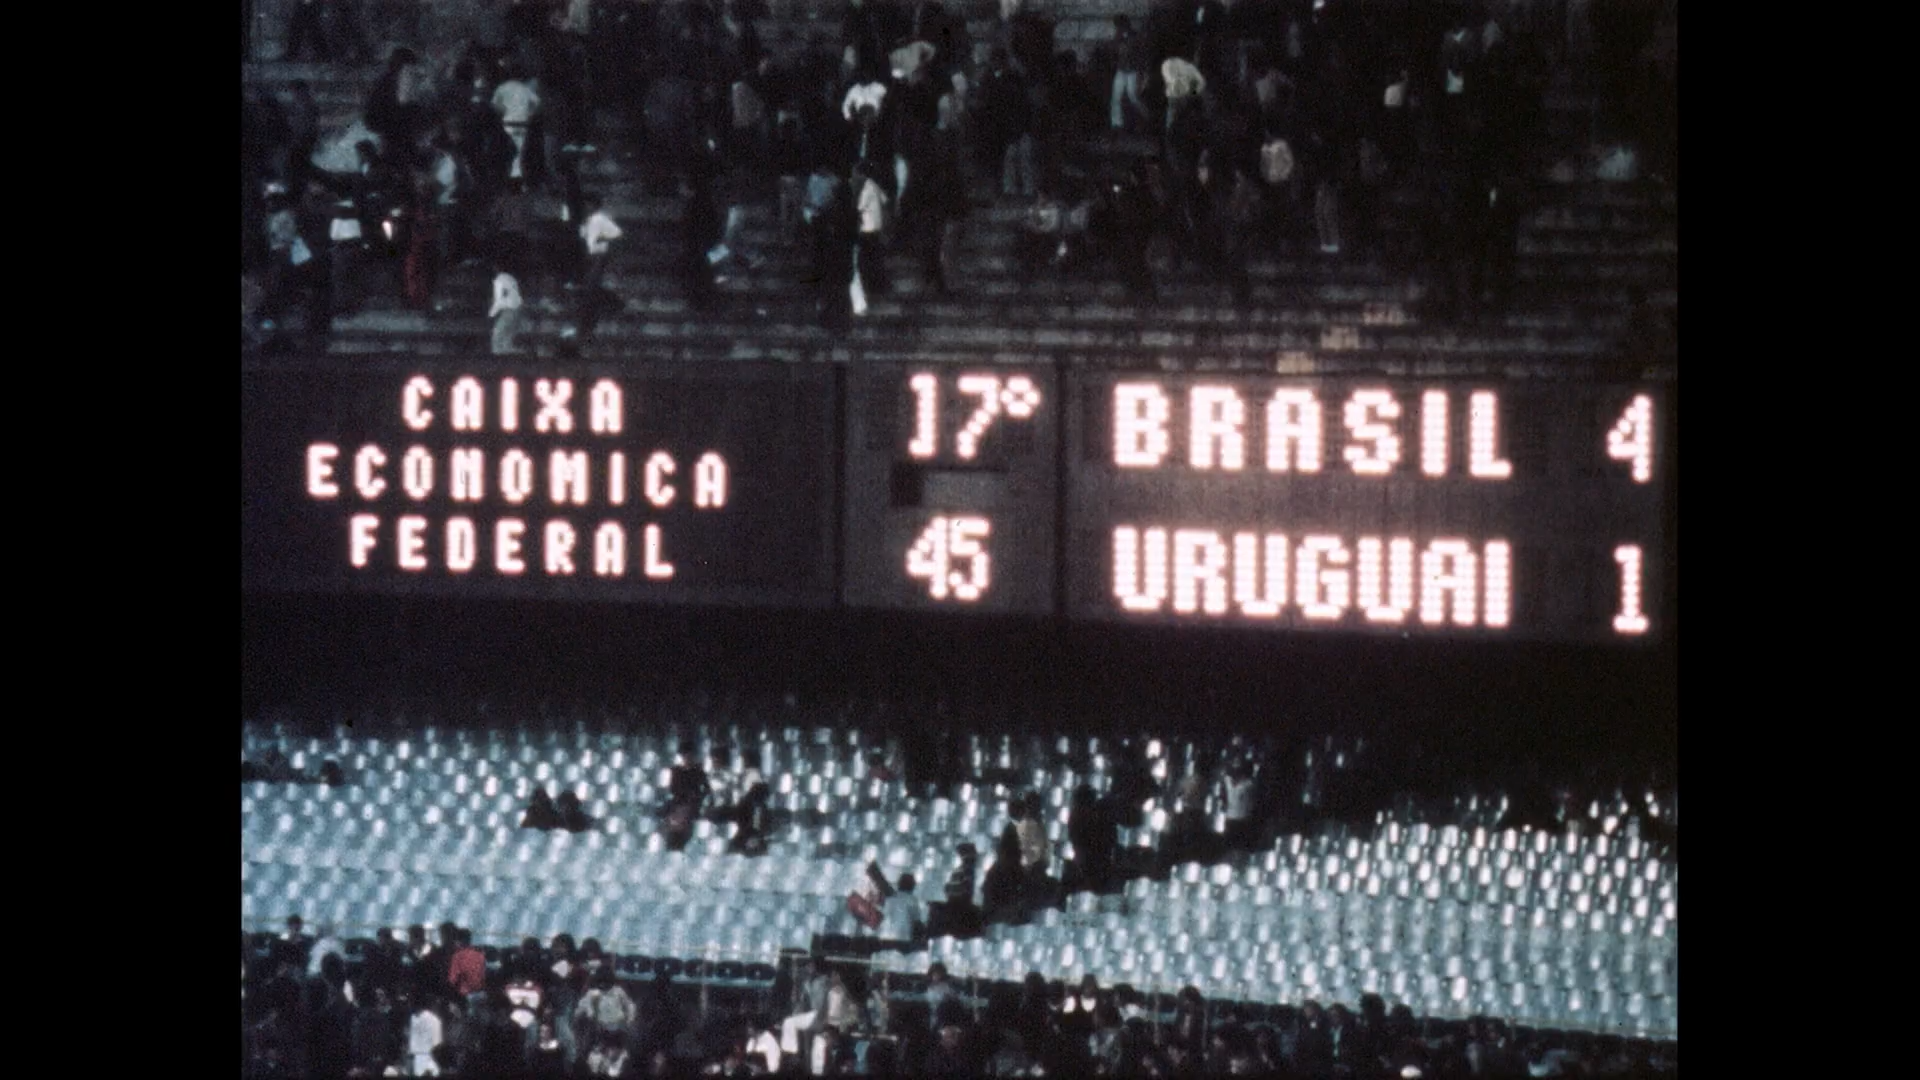 CAIXA
ECONOMICA
FEDERAL
17°
45
BRASIL 4
URUGUAI 1